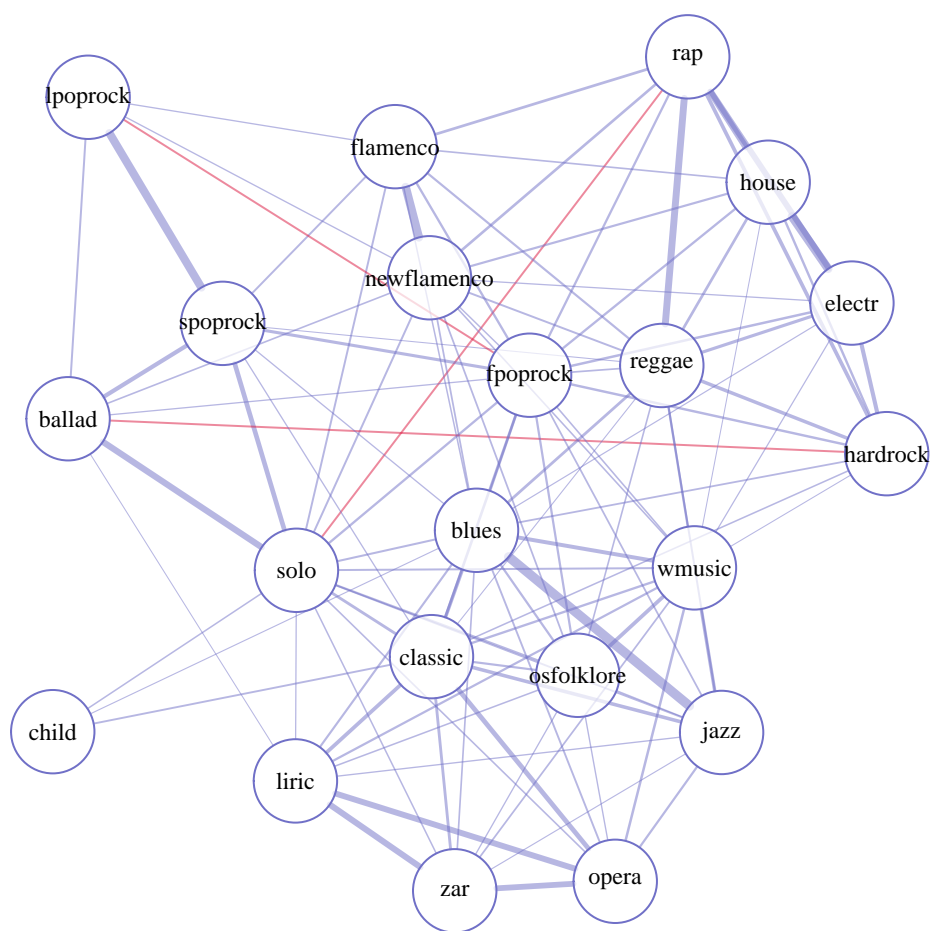 rap
lpoprock
flamenco
house
newflamenco
electr
spoprock
reggae
fpoprock
ballad
hardrock
blues
wmusic
solo
classic
osfolklore
child
jazz
liric
opera
zar